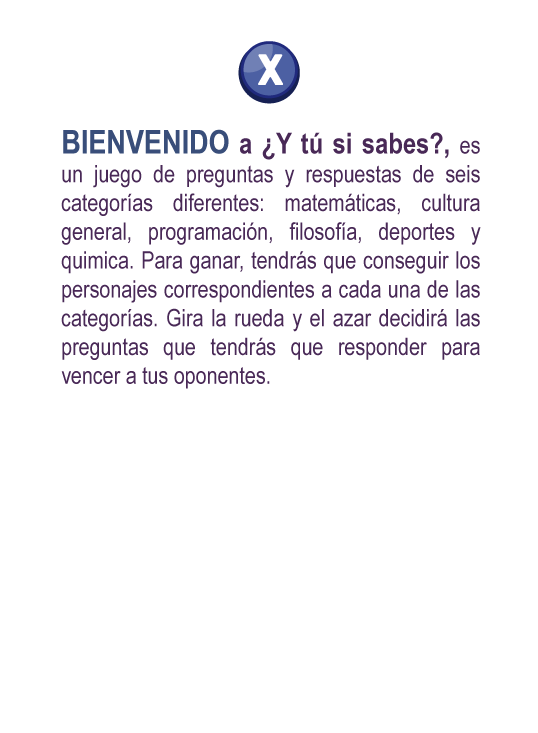 X
BIENVENIDO a ¿Y tú si sabes?, es
un juego de preguntas y respuestas de seis
categorías diferentes: matemáticas, cultura
general, programación, filosofía, deportes y
quimica. Para ganar, tendrás que conseguir los
personajes correspondientes a cada una de las
categorías. Gira la rueda y el azar decidirá las
preguntas que tendrás que responder para
vencer a tus oponentes.